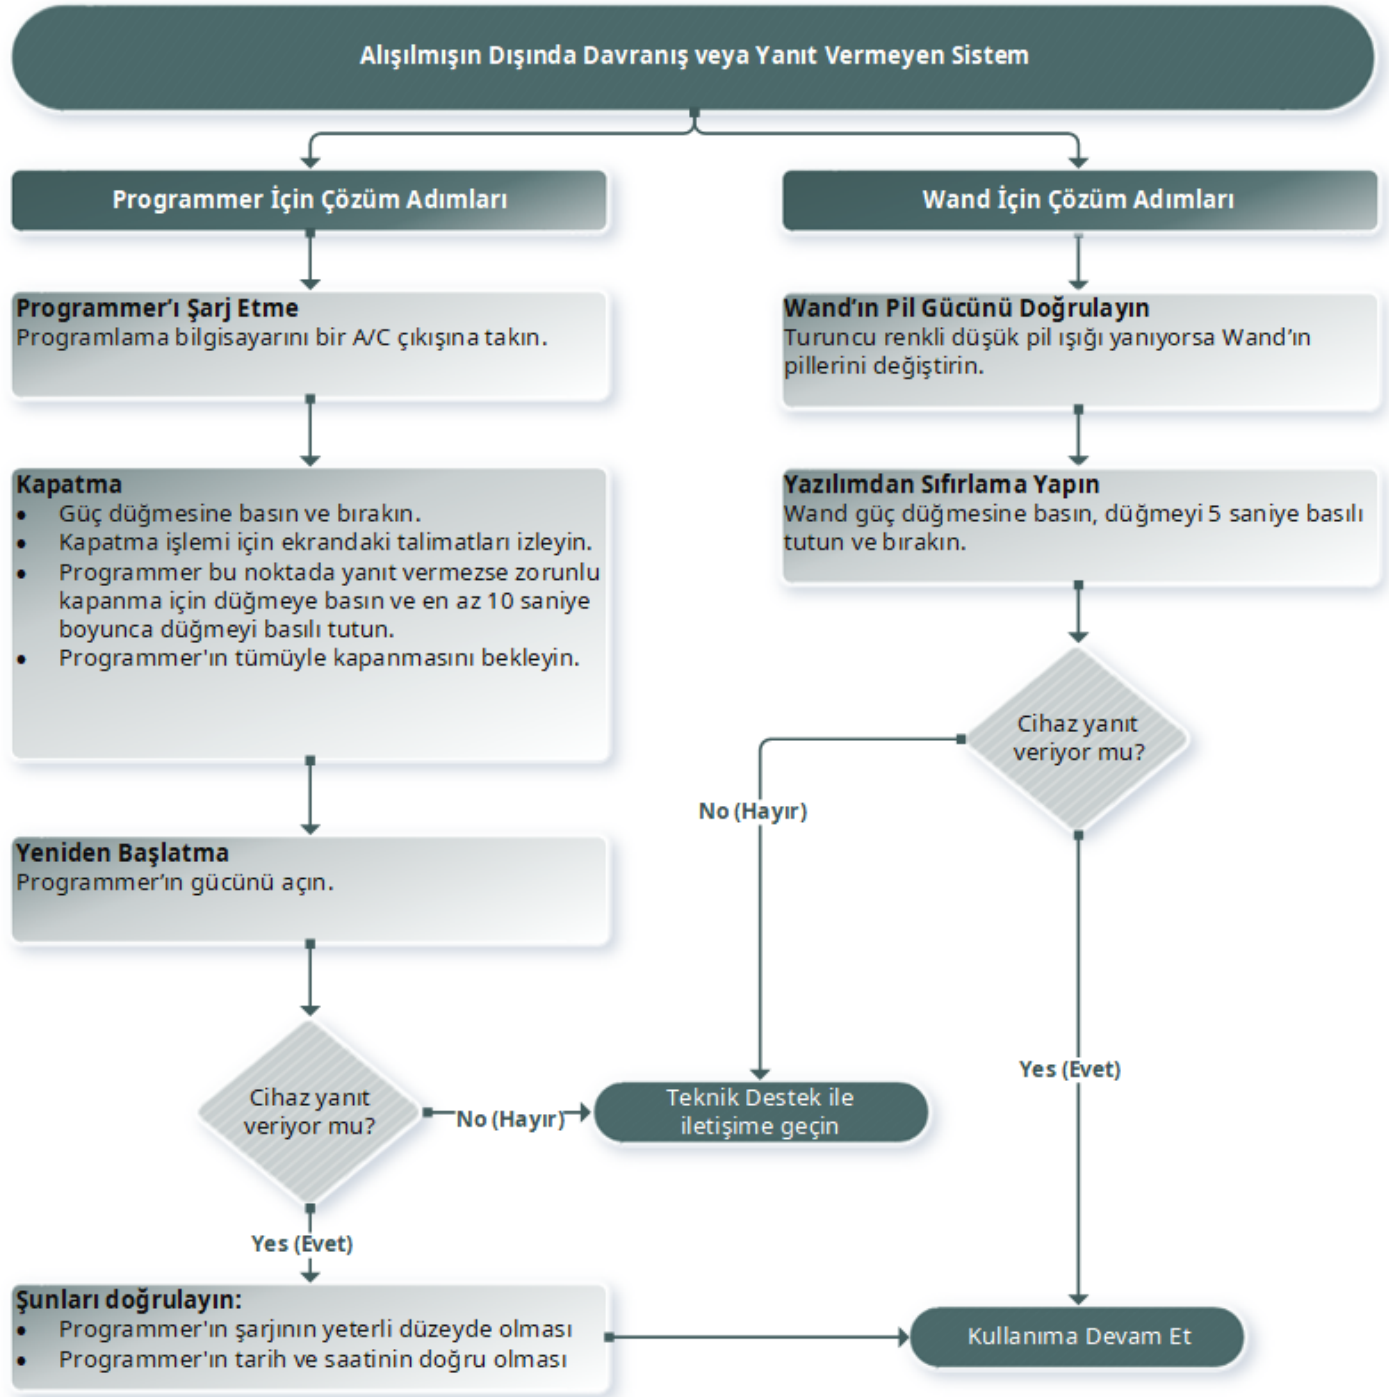 Alışılmışın Dışında Davranış veya Yanıt Vermeyen Sistem
Programmer İçin Çözüm Adımları
Programmer’ı Şarj Etme
Programlama bilgisayarını bir A/C çıkışına takın.
Kapatma
• Güç düğmesine basın ve bırakın.
• Kapatma işlemi için ekrandaki talimatları izleyin.
• Programmer bu noktada yanıt vermezse zorunlu
kapanma için düğmeye basın ve en az 10 saniye
boyunca düğmeyi basılı tutun.
• Programmer'ın tümüyle kapanmasını bekleyin.
Yeniden Başlatma
Programmer’ın gücünü açın.
Cihaz yanıt
veriyor mu?
No (Hayır)
Yes (Evet)
Şunları doğrulayın:
• Programmer'ın şarjının yeterli düzeyde olması
• Programmer'ın tarih ve saatinin doğru olması
Wand İçin Çözüm Adımları
Wand’ın Pil Gücünü Doğrulayın
Turuncu renkli düşük pil ışığı yanıyorsa Wand’ın
pillerini değiştirin.
Yazılımdan Sıfırlama Yapın
Wand güç düğmesine basın, düğmeyi 5 saniye basılı
tutun ve bırakın.
Cihaz yanıt
veriyor mu?
No (Hayır)
Yes (Evet)
Teknik Destek ile
iletişime geçin
Kullanıma Devam Et